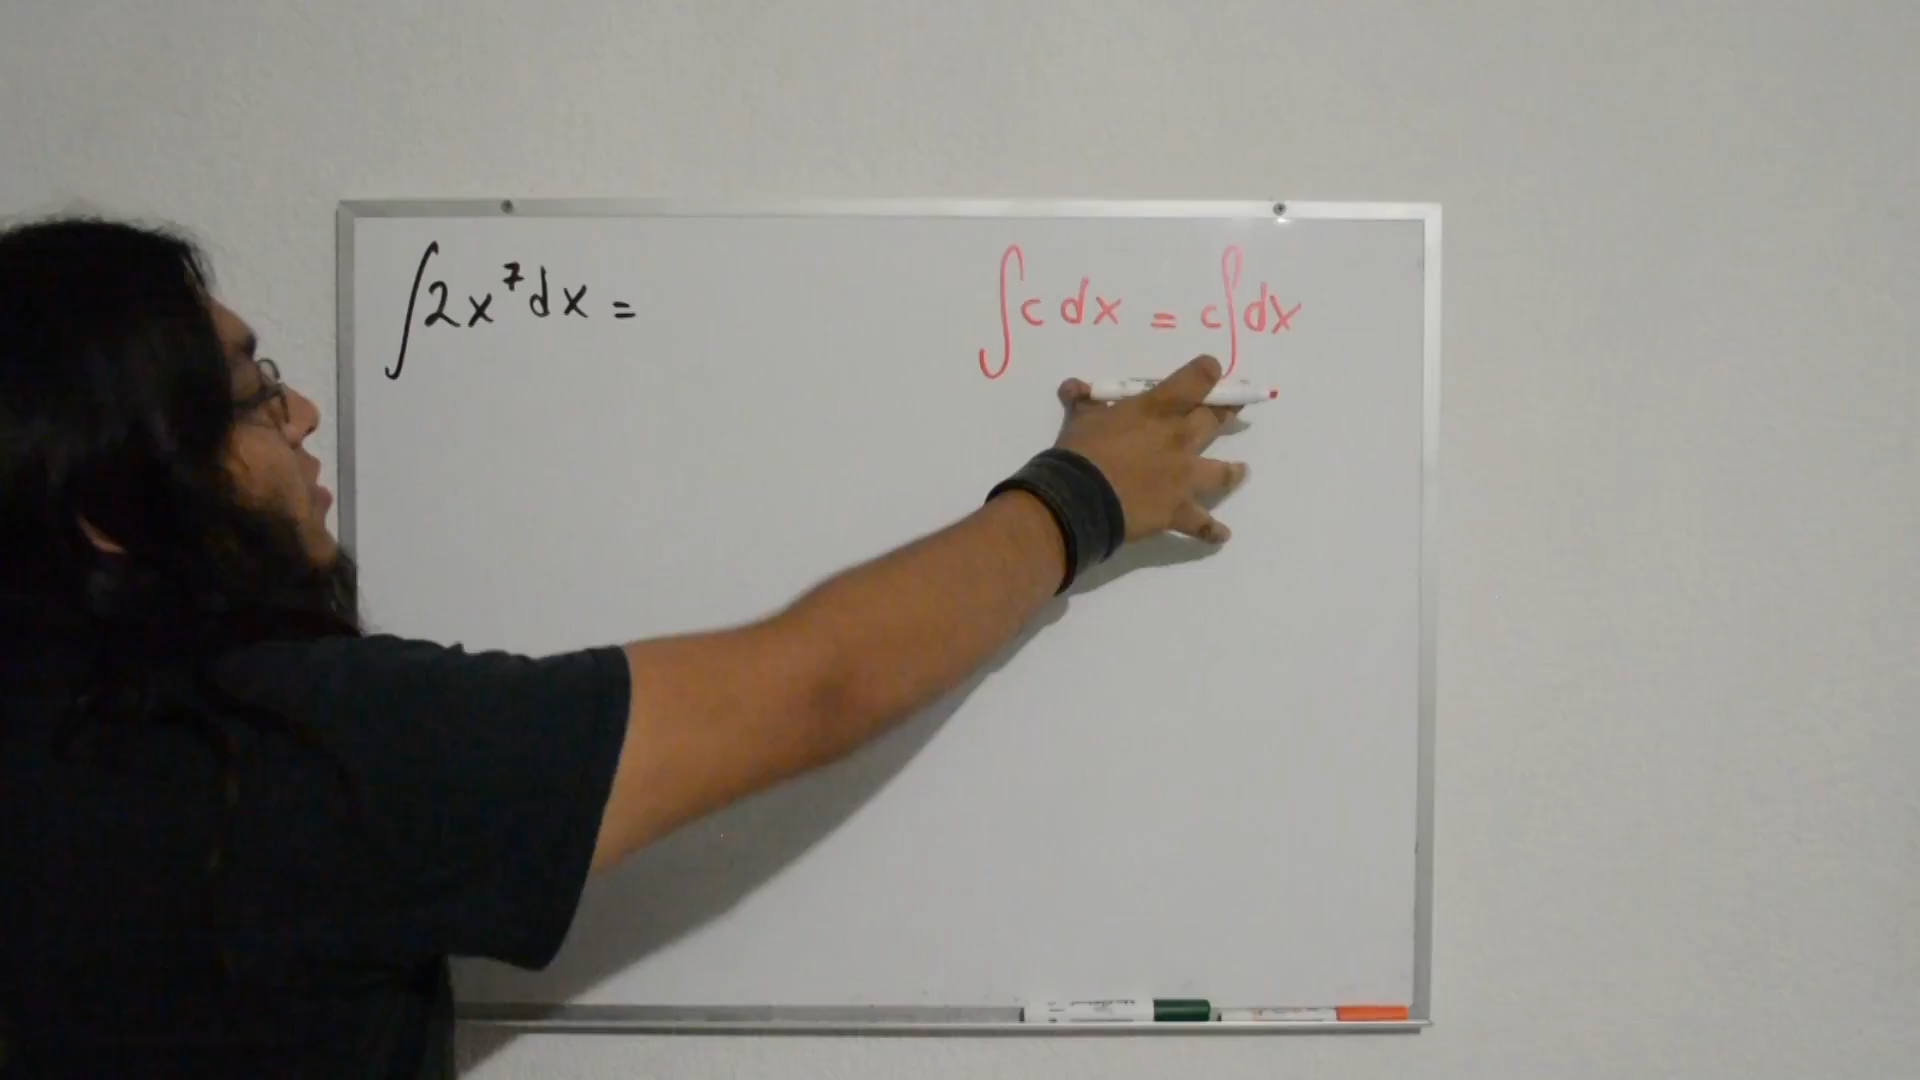 ∫2x⁷dx =
∫c dx = c∫dx